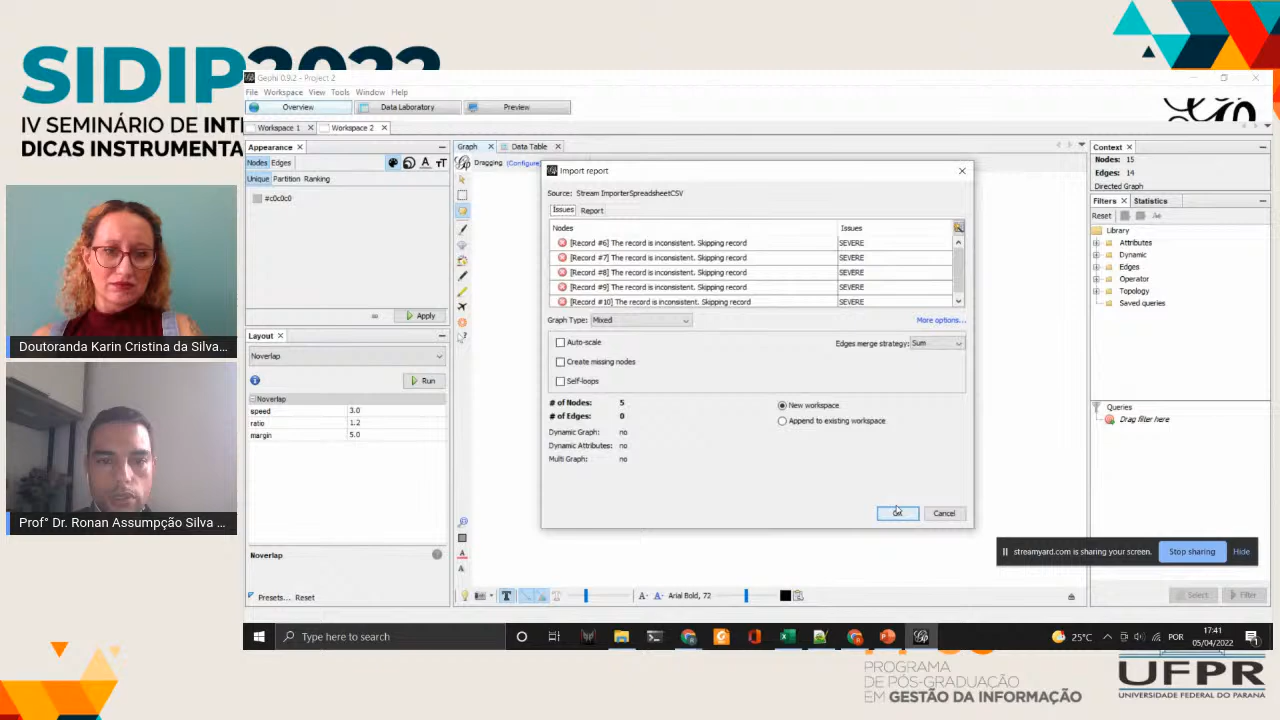 SIDIP2022
IV SEMINÁRIO DE INT
DICAS INSTRUMENTA
Doutoranda Karin Cristina da Silva...
Prof° Dr. Ronan Assumpção Silva ...
Gephi 0.9.2 - Project 2
File Workspace View Tools Window Help
Overview Data Laboratory Preview
Workspace 1 Workspace 2
Appearance
Nodes Edges
Unique Partition Ranking
#c0c0c0
Apply
Layout
Noverlap
Run
Noverlap
speed 3.0
ratio 1.2
margin 5.0
Noverlap
Presets... Reset
Graph Data Table
Dragging (Configure)
Import report
Source: Stream ImporterSpreadsheetCSV
Issues Report
Nodes Issues
[Record #6] The record is inconsistent. Skipping record SEVERE
[Record #7] The record is inconsistent. Skipping record SEVERE
[Record #8] The record is inconsistent. Skipping record SEVERE
[Record #9] The record is inconsistent. Skipping record SEVERE
[Record #10] The record is inconsistent. Skipping record SEVERE
Graph Type: Mixed More options...
Auto-scale Edges merge strategy: Sum
Create missing nodes
Self-loops
# of Nodes: 5 New workspace
# of Edges: 0 Append to existing workspace
Dynamic Graph: no
Dynamic Attributes: no
Multi Graph: no
OK Cancel
Arial Bold, 72
Context
Nodes: 15
Edges: 14
Directed Graph
Filters Statistics
Reset
Library
Attributes
Dynamic
Edges
Operator
Topology
Saved queries
Queries
Drag filter here
streamyard.com is sharing your screen. Stop sharing Hide
Select Filter
Type here to search
25°C POR 17:41
05/04/2022
PROGRAMA
DE PÓS-GRADUAÇÃO
EM GESTÃO DA INFORMAÇÃO
UFPR
UNIVERSIDADE FEDERAL DO PARANÁ